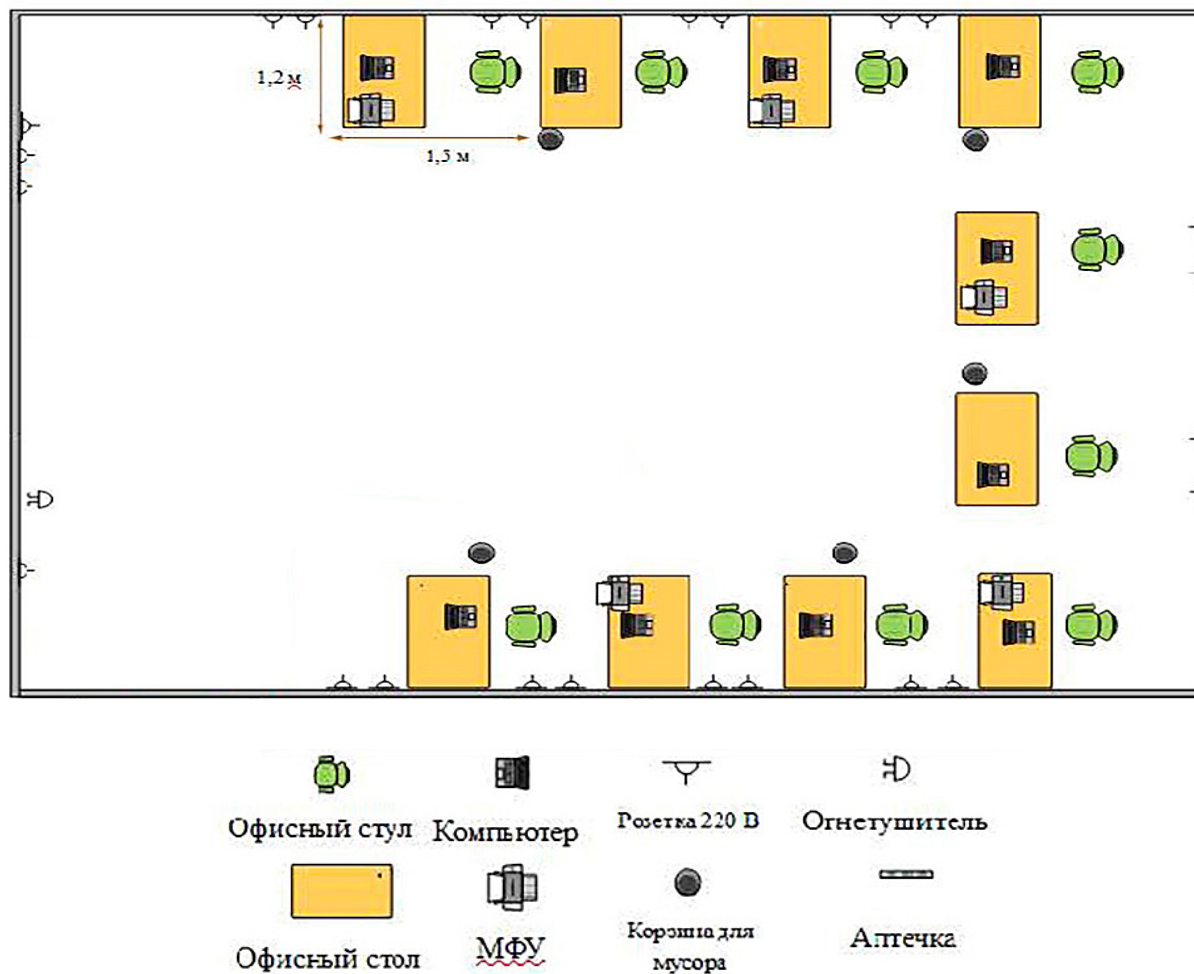 1,2 м
1,5 м
Офисный стул
Компьютер
Розетка 220 В
Огнетушитель
Офисный стол
МФУ
Корзина для
мусора
Аптечка